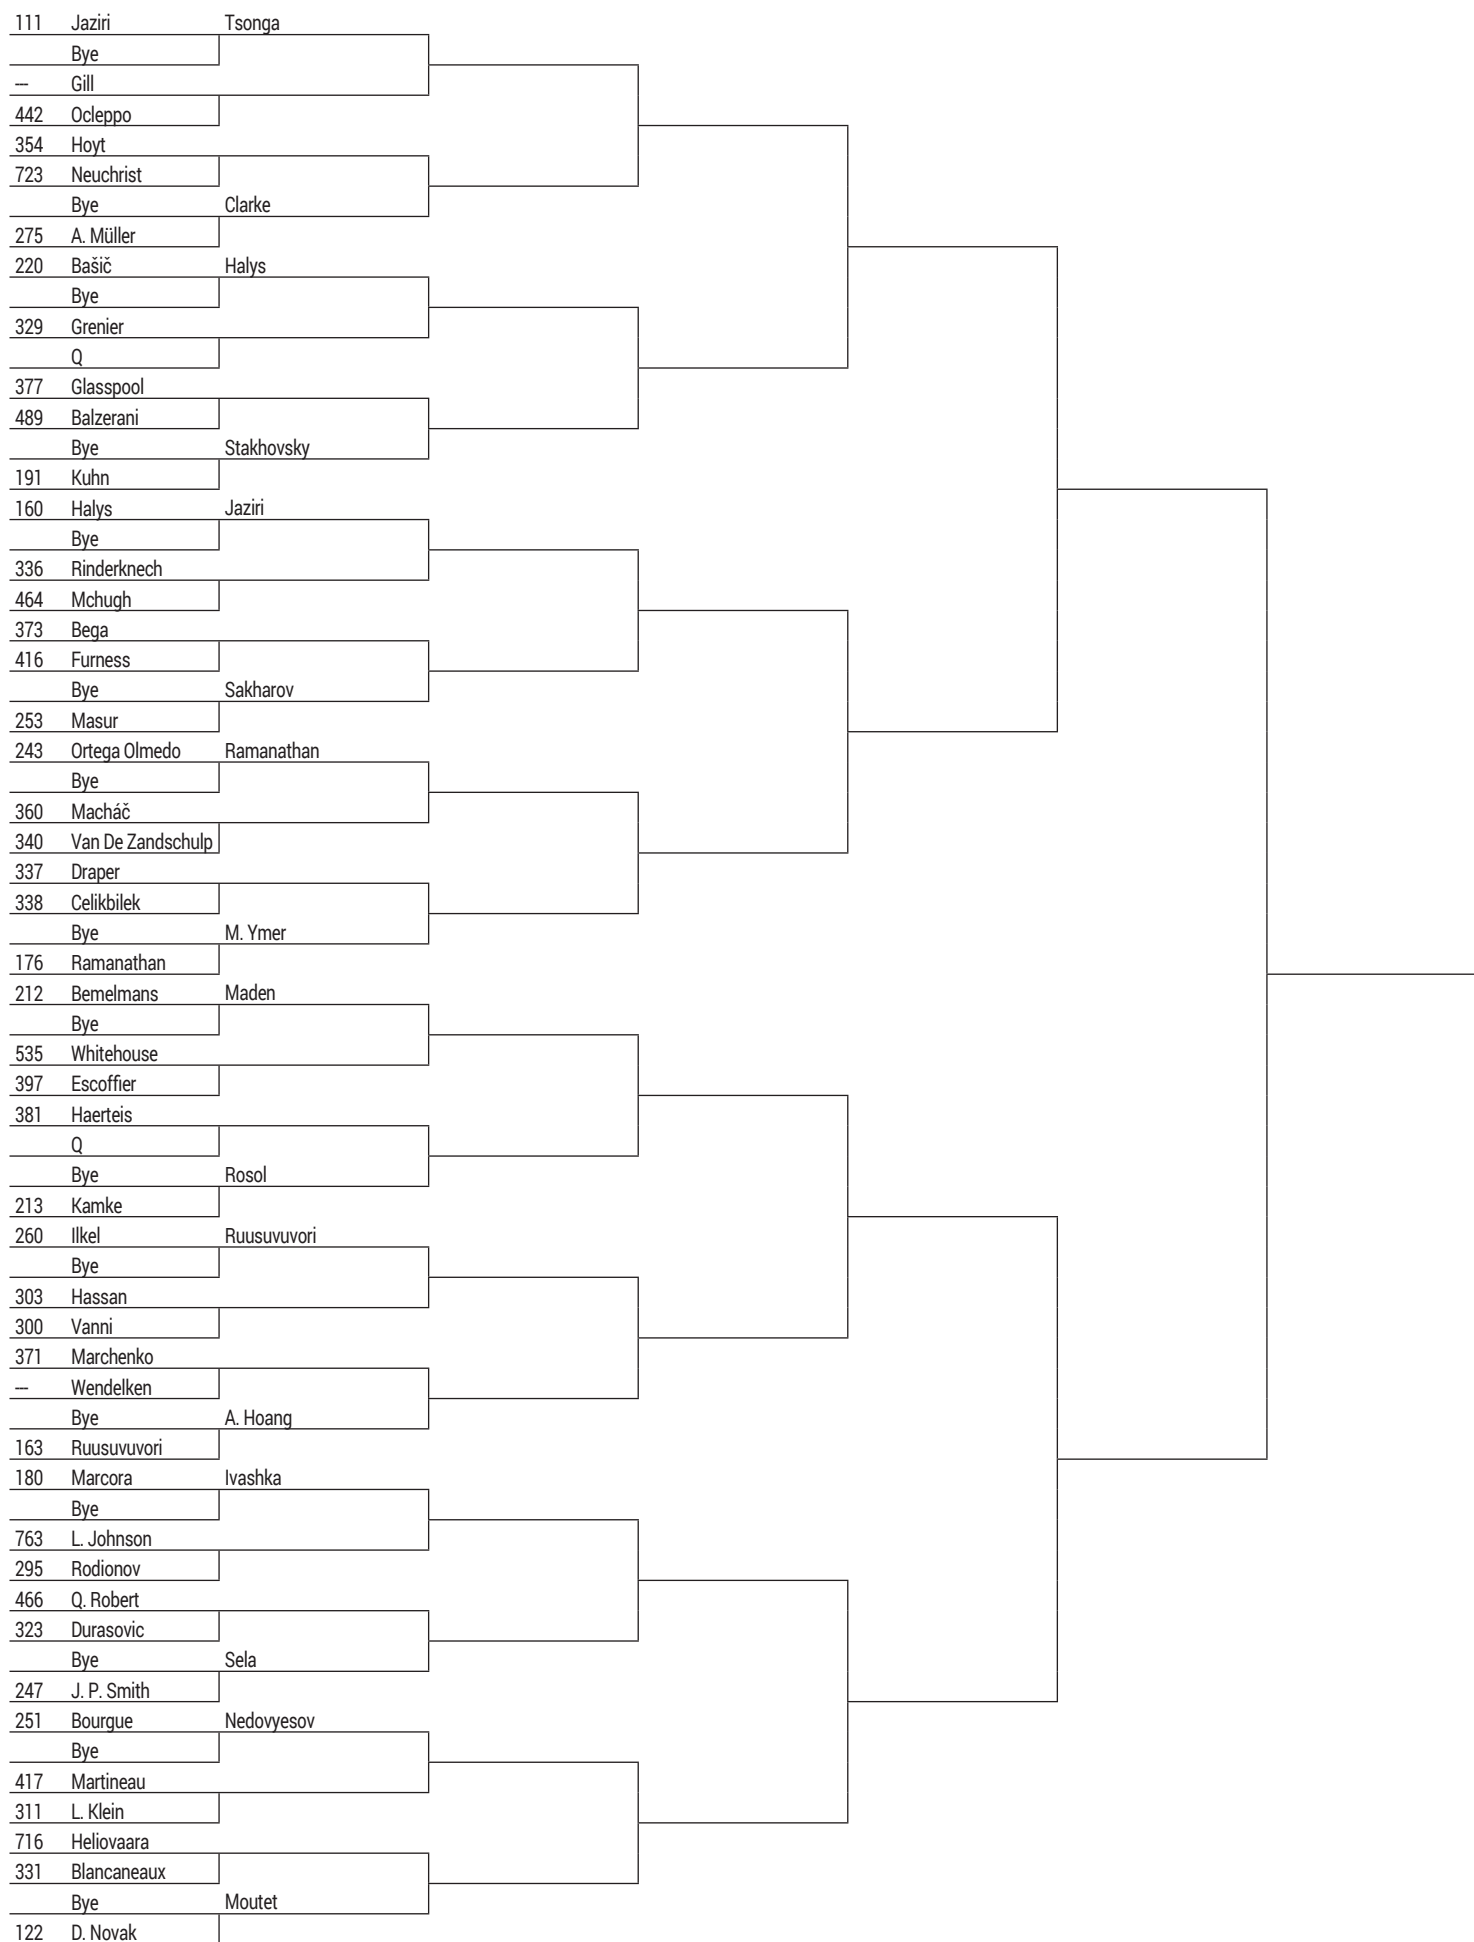 111 Jaziri Tsonga
Bye
--- Gill
442 Ocleppo
354 Hoyt
723 Neuchrist
Bye Clarke
275 A. Müller
220 Bašič Halys
Bye
329 Grenier
Q
377 Glasspool
489 Balzerani
Bye Stakhovsky
191 Kuhn
160 Halys Jaziri
Bye
336 Rinderknech
464 Mchugh
373 Bega
416 Furness
Bye Sakharov
253 Masur
243 Ortega Olmedo Ramanathan
Bye
360 Macháč
340 Van De Zandschulp
337 Draper
338 Celikbilek
Bye M. Ymer
176 Ramanathan
212 Bemelmans Maden
Bye
535 Whitehouse
397 Escoffier
381 Haerteis
Q
Bye Rosol
213 Kamke
260 Ilkel Ruusuvuvori
Bye
303 Hassan
300 Vanni
371 Marchenko
--- Wendelken
Bye A. Hoang
163 Ruusuvuvori
180 Marcora Ivashka
Bye
763 L. Johnson
295 Rodionov
466 Q. Robert
323 Durasovic
Bye Sela
247 J. P. Smith
251 Bourgue Nedovyesov
Bye
417 Martineau
311 L. Klein
716 Heliovaara
331 Blancaneaux
Bye Moutet
122 D. Novak